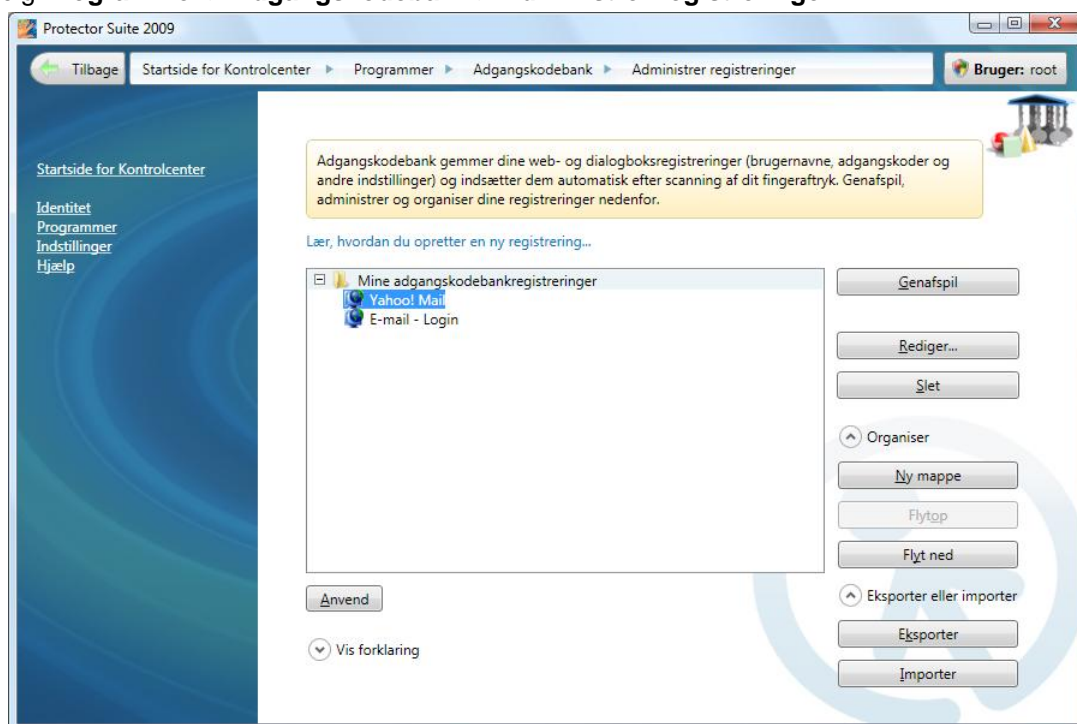 Protector Suite 2009
Tilbage
Startside for Kontrolcenter
Programmer
Adgangskodebank
Administrer registreringer
Bruger: root
Startside for Kontrolcenter
Identitet
Programmer
Indstillinger
Hjælp
Adgangskodebank gemmer dine web- og dialogboksregistreringer (brugernavne, adgangskoder og
andre indstillinger) og indsætter dem automatisk efter scanning af dit fingeraftryk. Genafspil,
administrer og organiser dine registreringer nedenfor.
Lær, hvordan du opretter en ny registrering...
Mine adgangskodebankregistreringer
Yahoo! Mail
E-mail - Login
Genafspil
Rediger...
Slet
Organiser
Ny mappe
Flytop
Flyt ned
Anvend
Eksporter eller importer
Vis forklaring
Eksporter
Importer